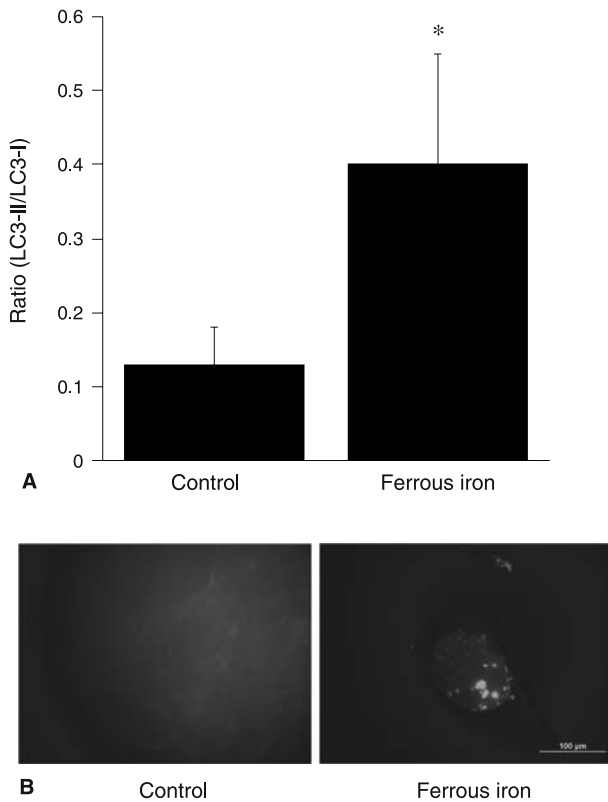 0.6
0.5
0.4
0.3
0.2
0.1
0
Ratio (LC3-II/LC3-I)
*
Control
Ferrous iron
A
100 µm
B
Control
Ferrous iron